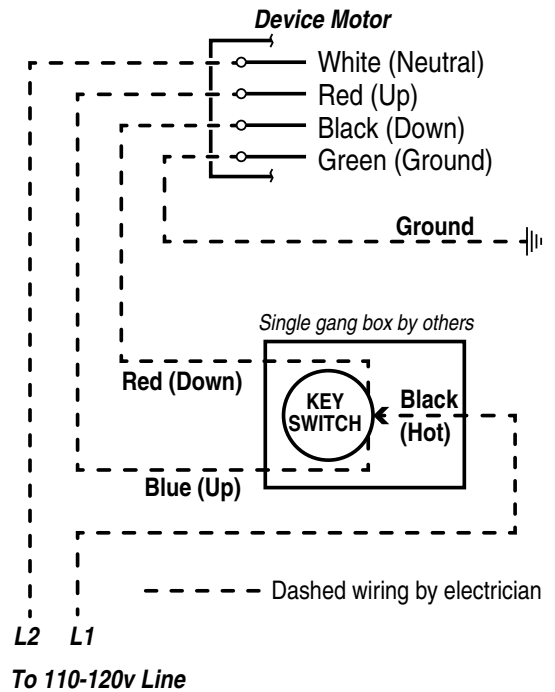 Device Motor
White (Neutral)
Red (Up)
Black (Down)
Green (Ground)
Ground
Single gang box by others
Red (Down)
KEY
SWITCH
Black
(Hot)
Blue (Up)
Dashed wiring by electrician
L2 L1
To 110-120v Line